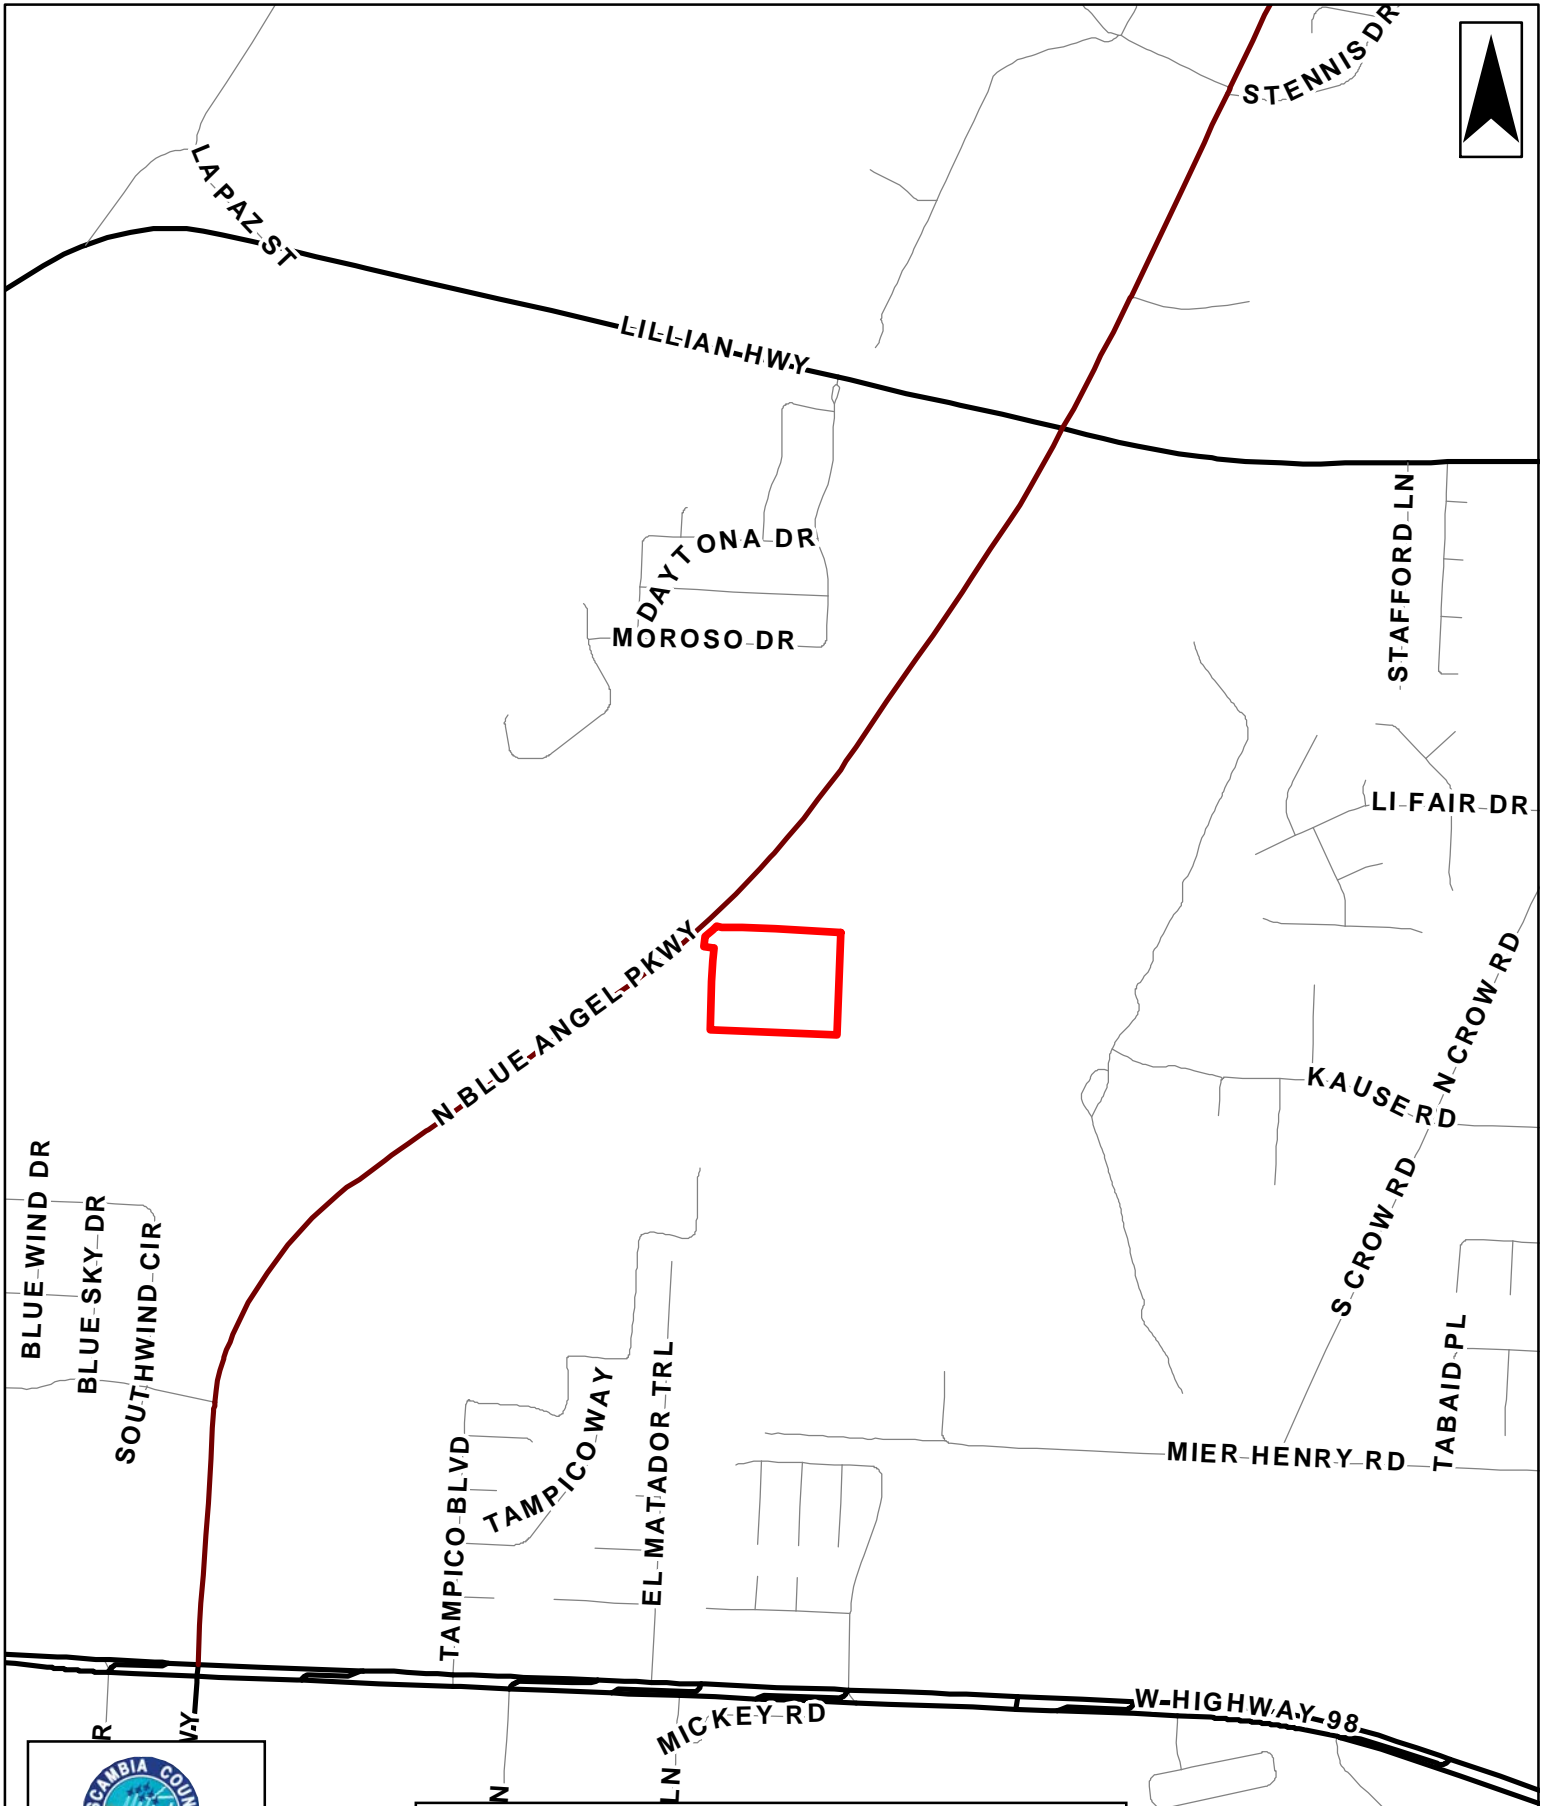 STENNIS DR
LA PAZ ST
LILLIAN HWY
STAFFORD LN
DAYTONA DR
MOROSO DR
LI FAIR DR
N BLUE ANGEL PKWY
N CROW RD
KAUSE RD
S CROW RD
BLUE WIND DR
BLUE SKY DR
SOUTHWIND CIR
TABAID PL
TAMPICO WAY
EL MATADOR TRL
TAMPICO BLVD
MIER HENRY RD
W HIGHWAY 98
MICKEY RD
R
LN
N